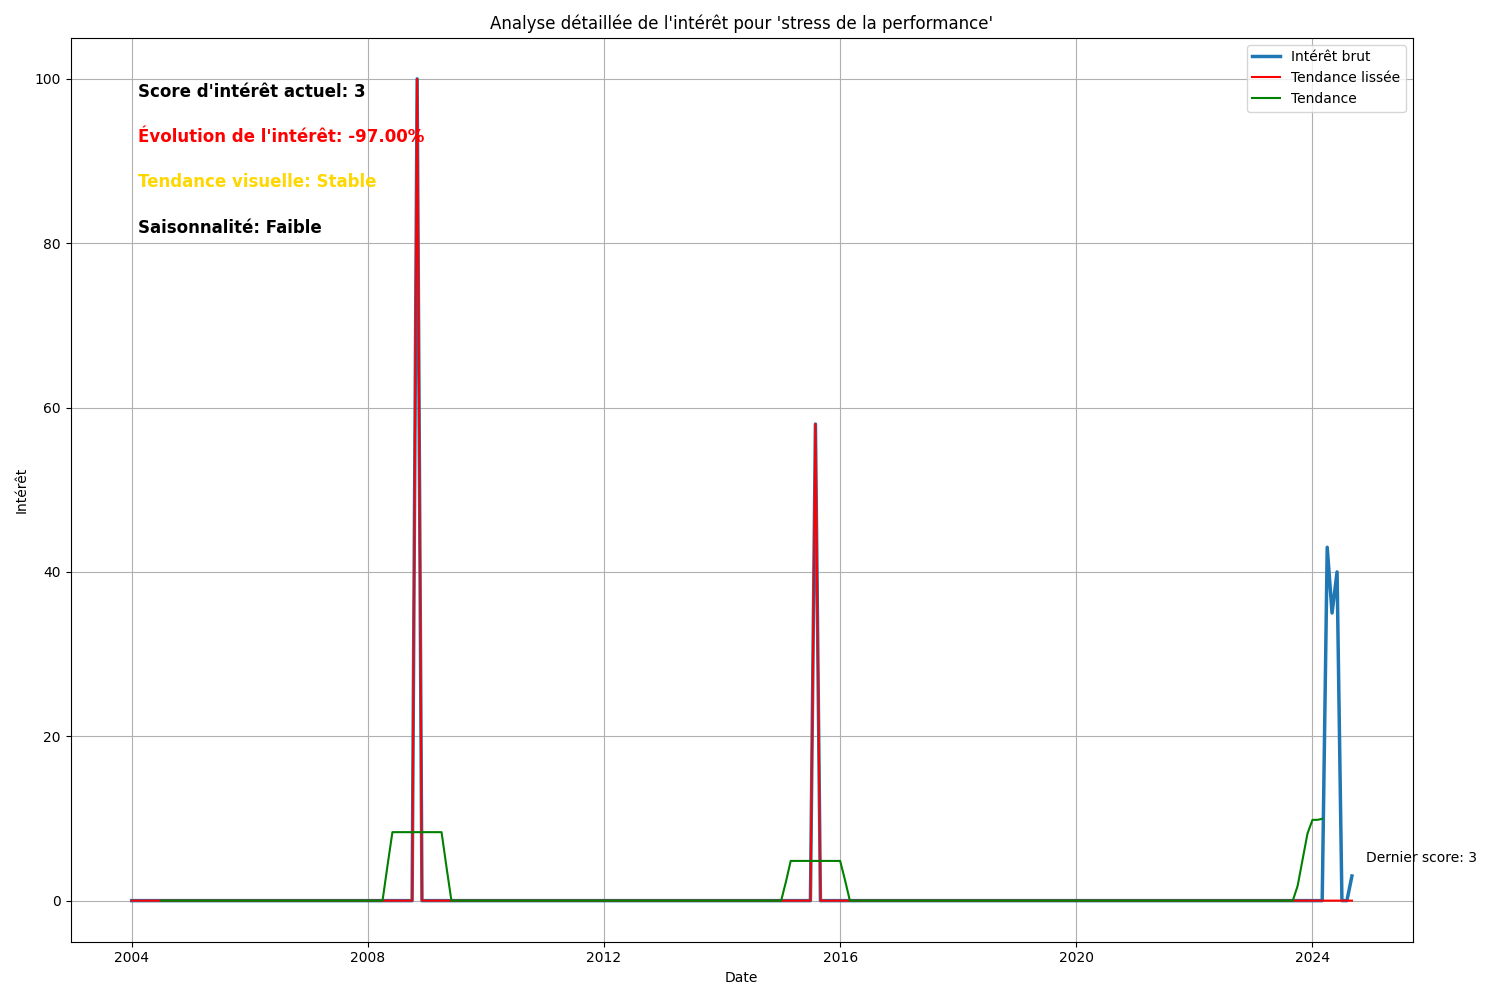 Analyse détaillée de l'intérêt pour 'stress de la performance'
Intérêt brut
Tendance lissée
Tendance
Score d'intérêt actuel: 3
Évolution de l'intérêt: -97.00%
Tendance visuelle: Stable
Saisonnalité: Faible
100
80
60
40
20
0
Intérêt
Dernier score: 3
2004
2008
2012
2016
2020
2024
Date